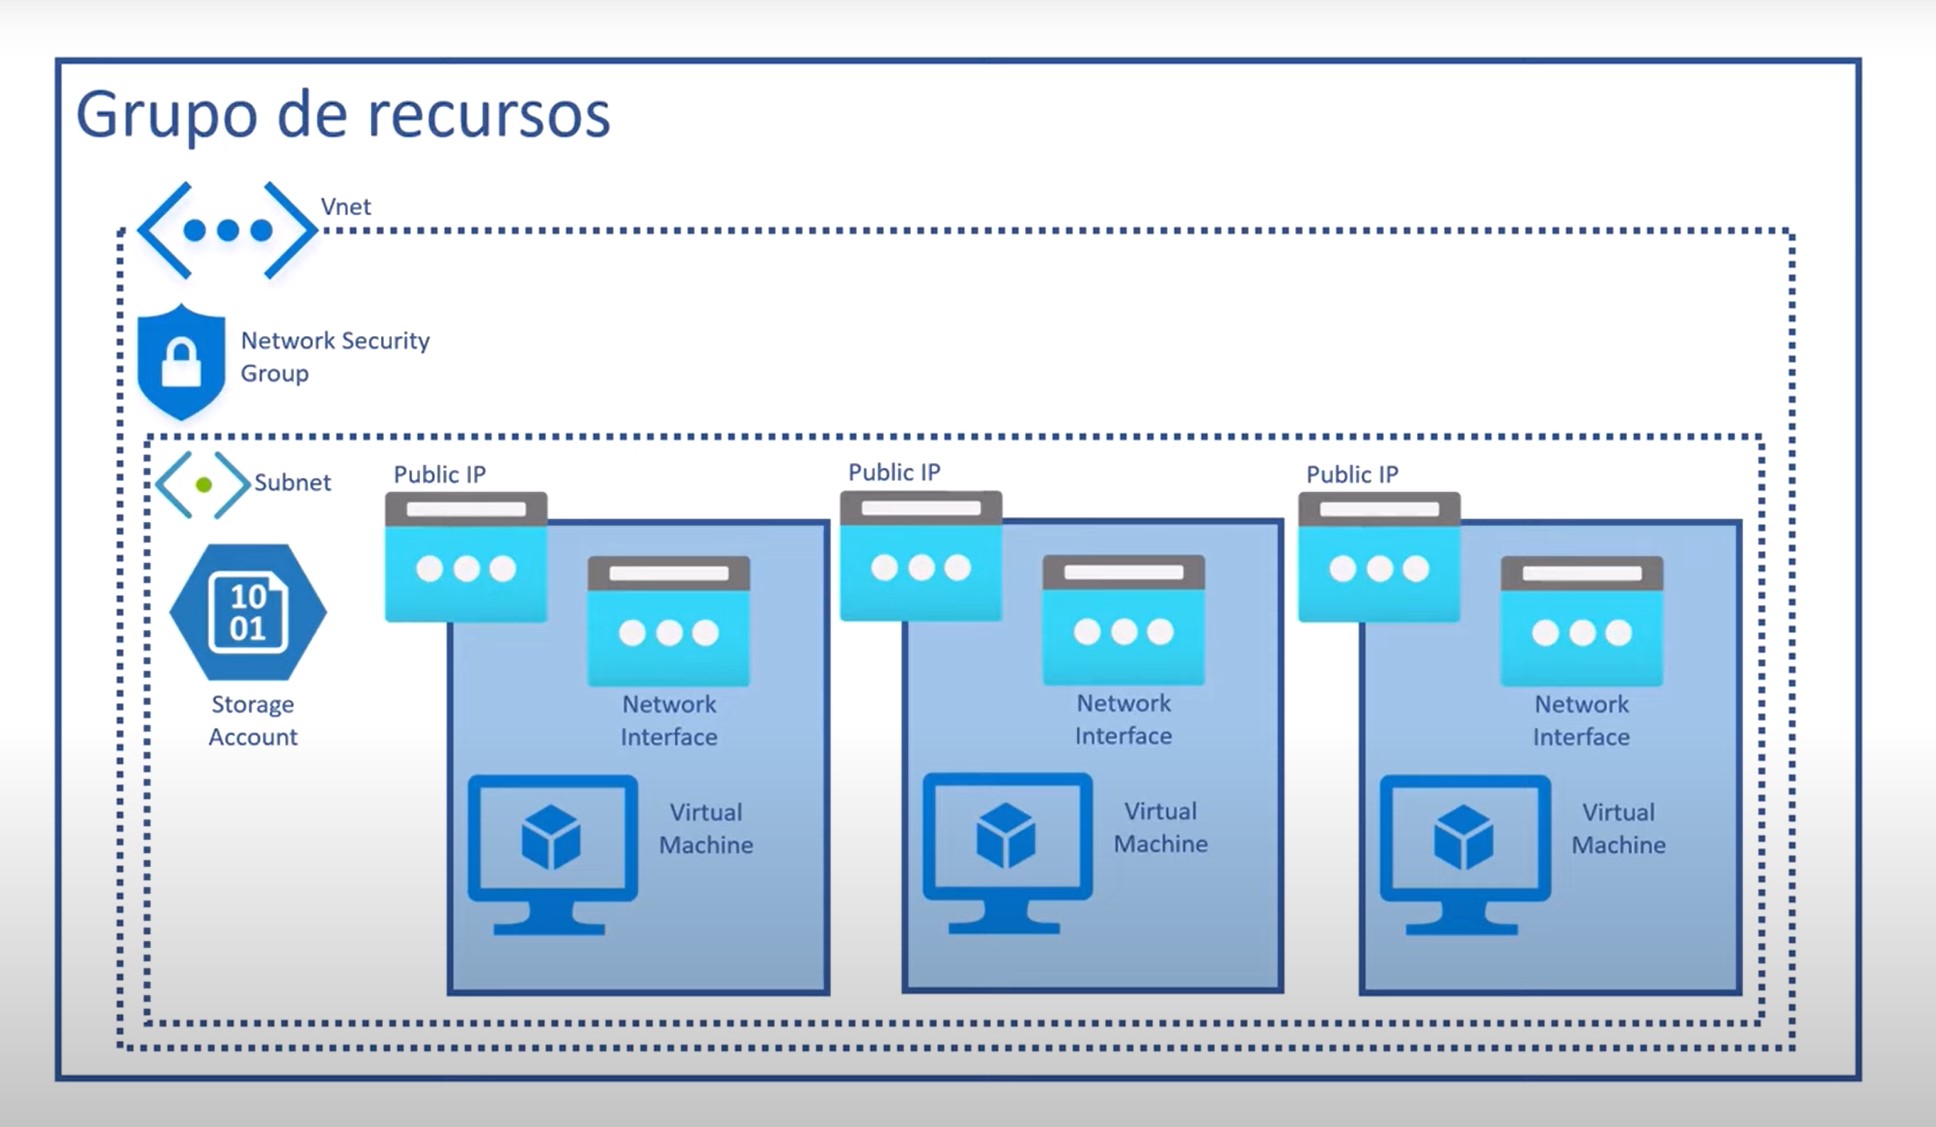 Grupo de recursos
Vnet
Network Security
Group
Subnet
10
01
Storage
Account
Public IP
Network
Interface
Virtual
Machine
Public IP
Network
Interface
Virtual
Machine
Public IP
Network
Interface
Virtual
Machine